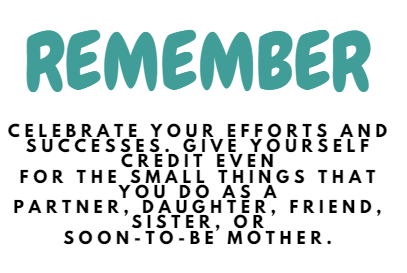 REMEMBER
CELEBRATE YOUR EFFORTS AND
SUCCESSES. GIVE YOURSELF
CREDIT EVEN
FOR THE SMALL THINGS THAT
YOU DO AS A
PARTNER, DAUGHTER, FRIEND,
SISTER, OR
SOON-TO-BE MOTHER.